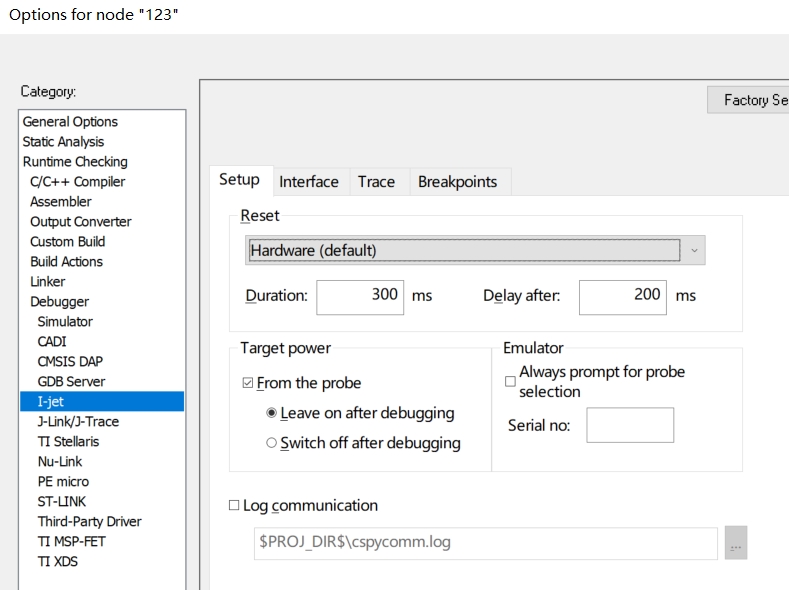 Options for node "123"
Category:
General Options
Static Analysis
Runtime Checking
C/C++ Compiler
Assembler
Output Converter
Custom Build
Build Actions
Linker
Debugger
Simulator
CADI
CMSIS DAP
GDB Server
I-jet
J-Link/J-Trace
TI Stellaris
Nu-Link
PE micro
ST-LINK
Third-Party Driver
TI MSP-FET
TI XDS
Factory Se
Setup Interface Trace Breakpoints
Reset
Hardware (default)
Duration: 300 ms Delay after: 200 ms
Target power
From the probe
Leave on after debugging
Switch off after debugging
Emulator
Always prompt for probe
selection
Serial no:
Log communication
$PROJ_DIR$\cspycomm.log
...